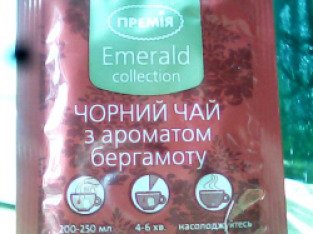 ПРЕМІЯ
Emerald
collection
ЧОРНИЙ ЧАЙ
з ароматом
бергамоту
200-250 мл 4-6 хв. насолоджуйтесь